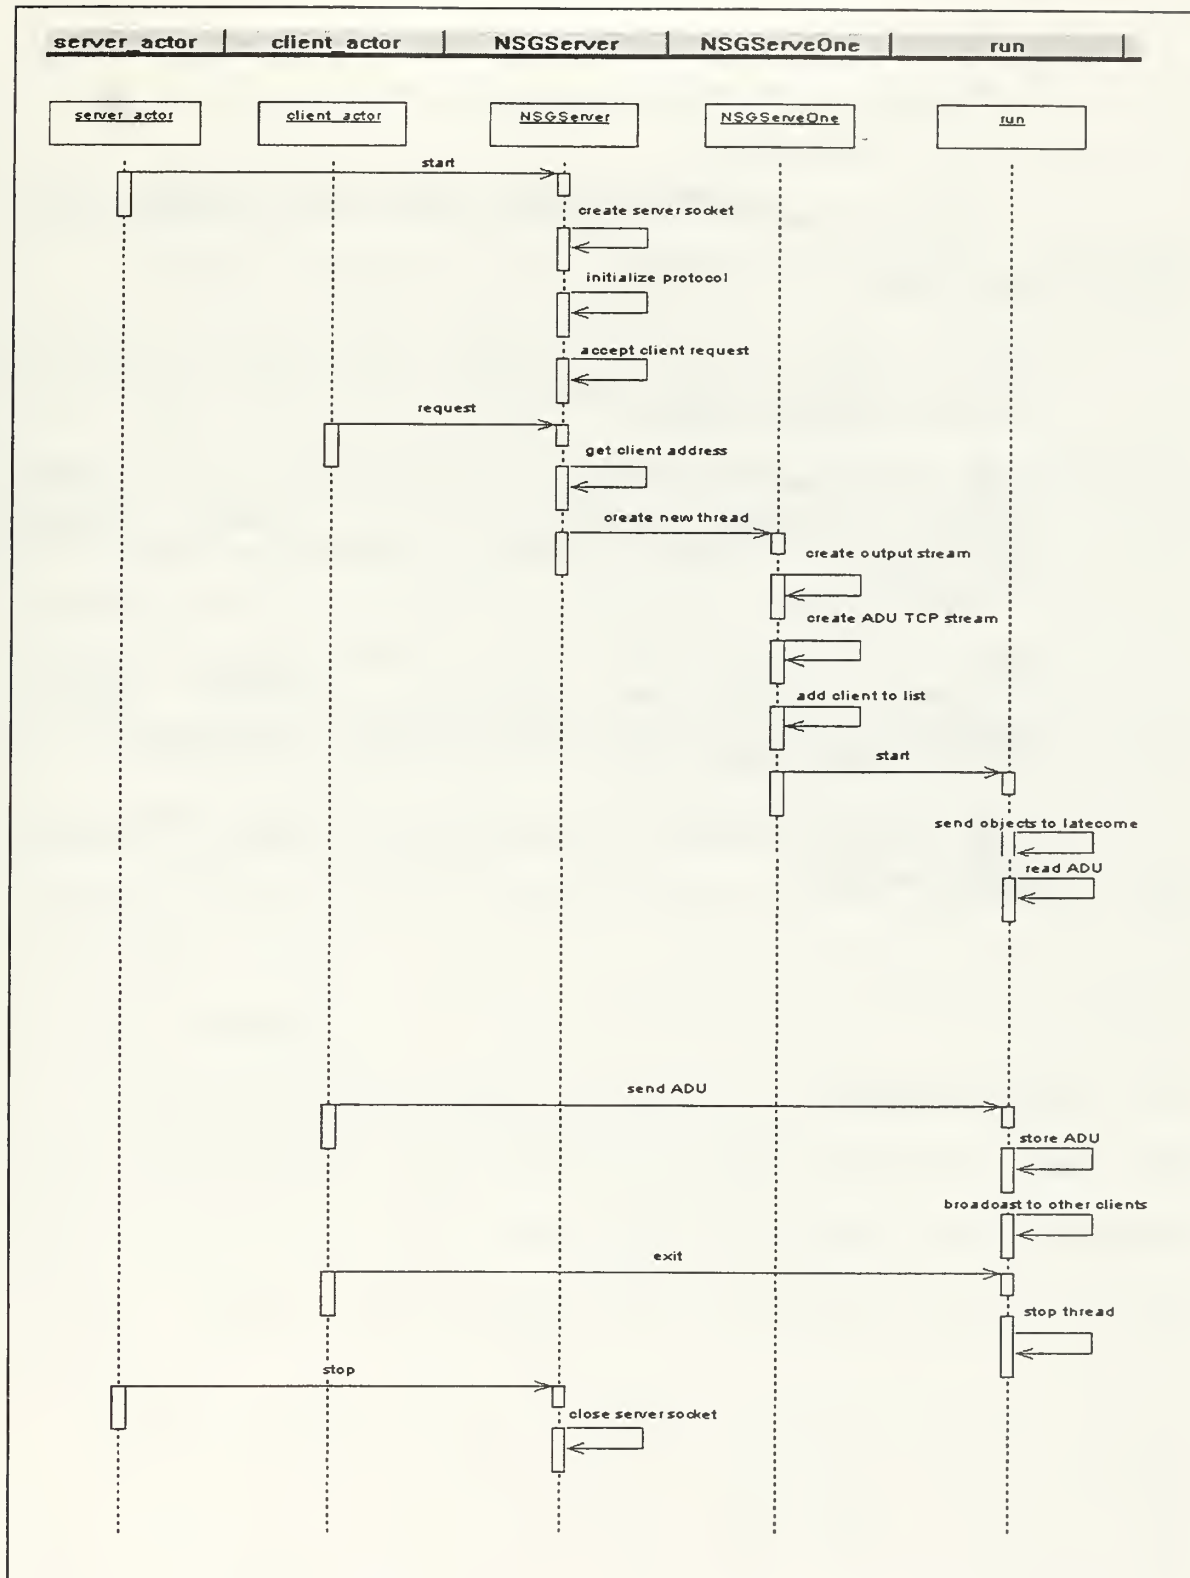 server_actor | client_actor | NSGServer | NSGServeOne | run
server_actor client_actor NSGServer NSGServeOne run
start
create server socket
initialize protocol
accept client request
request
get client address
create new thread
create output stream
create ADU TCP stream
add client to list
start
send objects to latecome
read ADU
send ADU
store ADU
broadcast to other clients
exit
stop thread
stop
close server socket